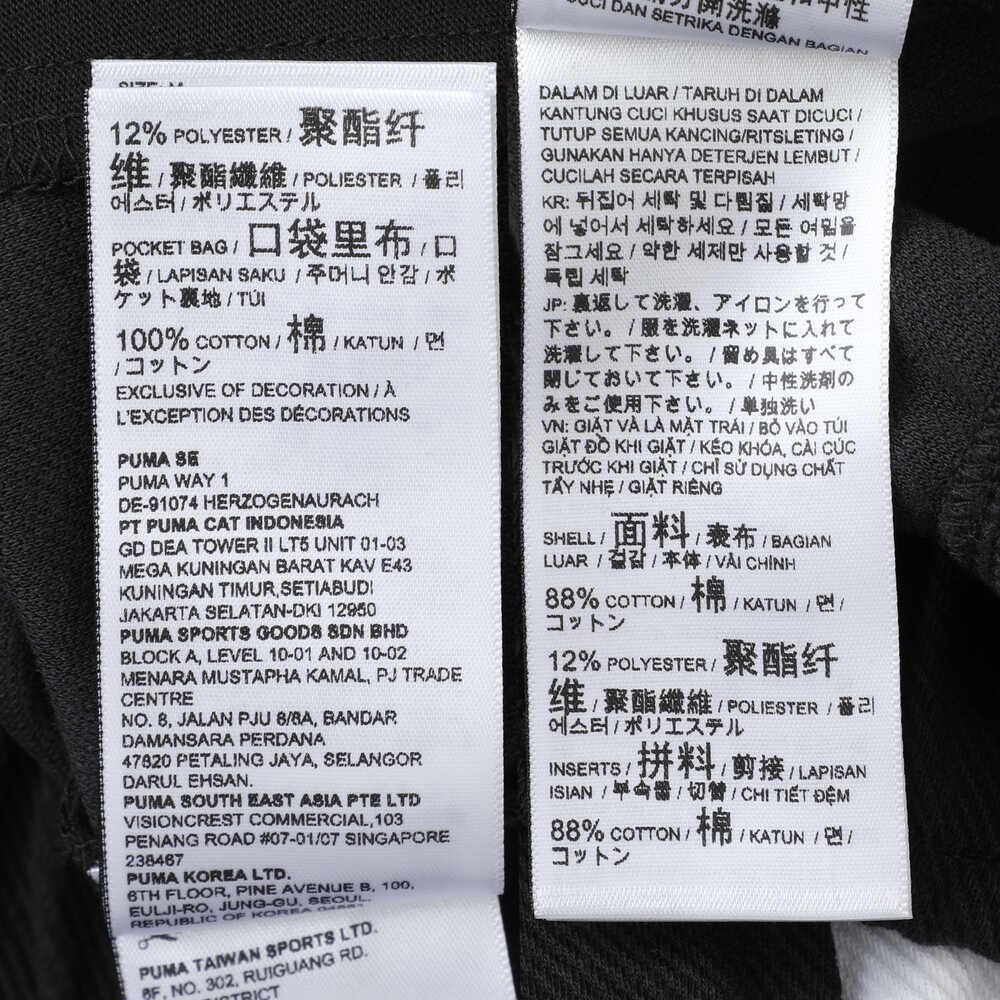 12% POLYESTER / 聚酯纤
维 / 聚酯纖維 / POLIESTER / 폴리
에스터 / ポリエステル
POCKET BAG / 口袋里布 / 口
袋 / LAPISAN SAKU / 주머니 안감 / ポ
ケット裏地 / TÚI
100% COTTON / 棉 / KATUN / 면
/ コットン
EXCLUSIVE OF DECORATION / À
L'EXCEPTION DES DÉCORATIONS
PUMA SE
PUMA WAY 1
DE-91074 HERZOGENAURACH
PT PUMA CAT INDONESIA
GD DEA TOWER II LT5 UNIT 01-03
MEGA KUNINGAN BARAT KAV E43
KUNINGAN TIMUR,SETIABUDI
JAKARTA SELATAN-DKI 12950
PUMA SPORTS GOODS SDN BHD
BLOCK A, LEVEL 10-01 AND 10-02
MENARA MUSTAPHA KAMAL, PJ TRADE
CENTRE
NO. 8, JALAN PJU 8/8A, BANDAR
DAMANSARA PERDANA
47820 PETALING JAYA, SELANGOR
DARUL EHSAN.
PUMA SOUTH EAST ASIA PTE LTD
VISIONCREST COMMERCIAL,103
PENANG ROAD #07-01/07 SINGAPORE
238467
PUMA KOREA LTD.
6TH FLOOR, PINE AVENUE B, 100,
EULJI-RO, JUNG-GU, SEOUL,
REPUBLIC OF KOREA
PUMA TAIWAN SPORTS LTD.
8F, NO. 302, RUIGUANG RD.
DISTRICT
和中性
分開洗滌
CUCI DAN SETRIKA DENGAN BAGIAN
DALAM DI LUAR / TARUH DI DALAM
KANTUNG CUCI KHUSUS SAAT DICUCI /
TUTUP SEMUA KANCING/RITSLETING /
GUNAKAN HANYA DETERJEN LEMBUT /
CUCILAH SECARA TERPISAH
KR: 뒤집어 세탁 및 다림질 / 세탁망
에 넣어서 세탁하세요 / 모든 여밈을
잠그세요 / 약한 세제만 사용할 것 /
독립 세탁
JP: 裏返して洗濯、アイロンを行って
下さい。 / 服を洗濯ネットに入れて
洗濯して下さい。 / 留め具はすべて
閉じておいて下さい。 / 中性洗剤の
みをご使用下さい。 / 単独洗い
VN: GIẶT VÀ LÀ MẶT TRÁI / BỎ VÀO TÚI
GIẶT ĐỒ KHI GIẶT / KÉO KHÓA, CÀI CÚC
TRƯỚC KHI GIẶT / CHỈ SỬ DỤNG CHẤT
TẨY NHẸ / GIẶT RIÊNG
SHELL / 面料 / 表布 / BAGIAN
LUAR / 겉감 / 本体 / VẢI CHÍNH
88% COTTON / 棉 / KATUN / 면 /
コットン
12% POLYESTER / 聚酯纤
维 / 聚酯纖維 / POLIESTER / 폴리
에스터 / ポリエステル
INSERTS / 拼料 / 剪接 / LAPISAN
ISIAN / 부속물 / 切替 / CHI TIẾT ĐỆM
88% COTTON / 棉 / KATUN / 면 /
コットン